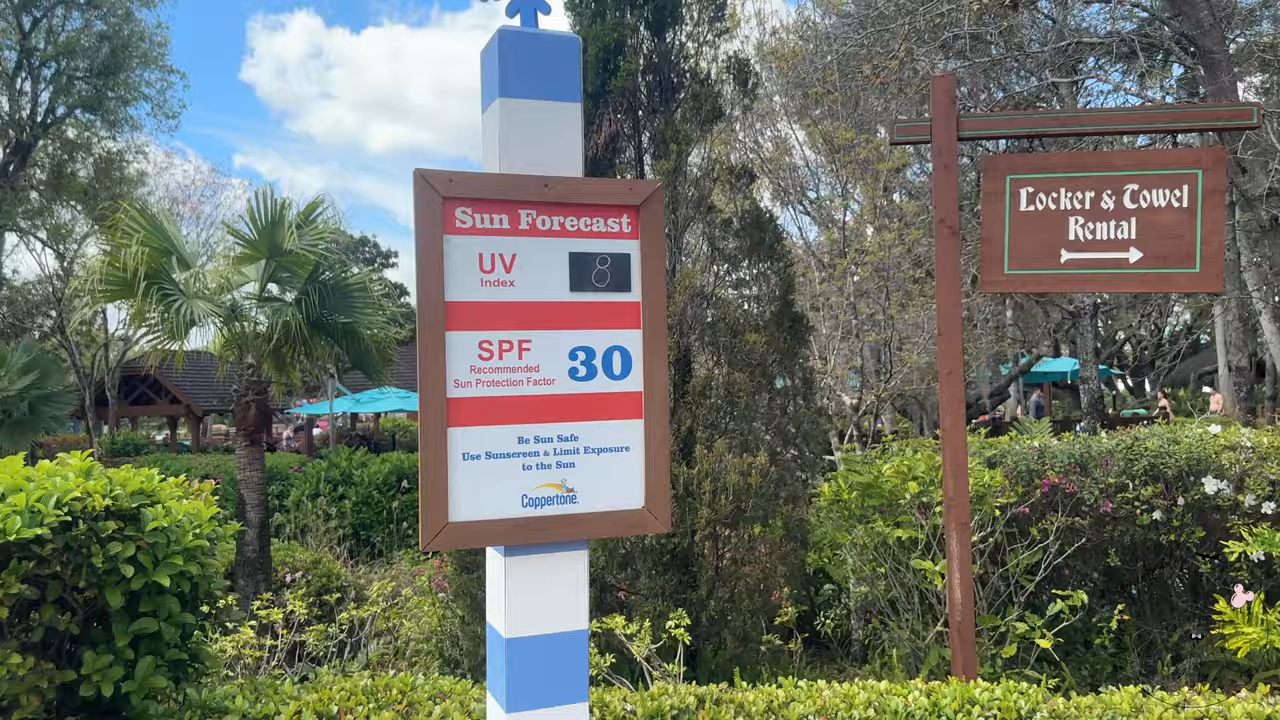 Sun Forecast
UV
Index
8
SPF
Recommended
Sun Protection Factor
30
Be Sun Safe
Use Sunscreen & Limit Exposure
to the Sun
Coppertone
Locker & Towel
Rental